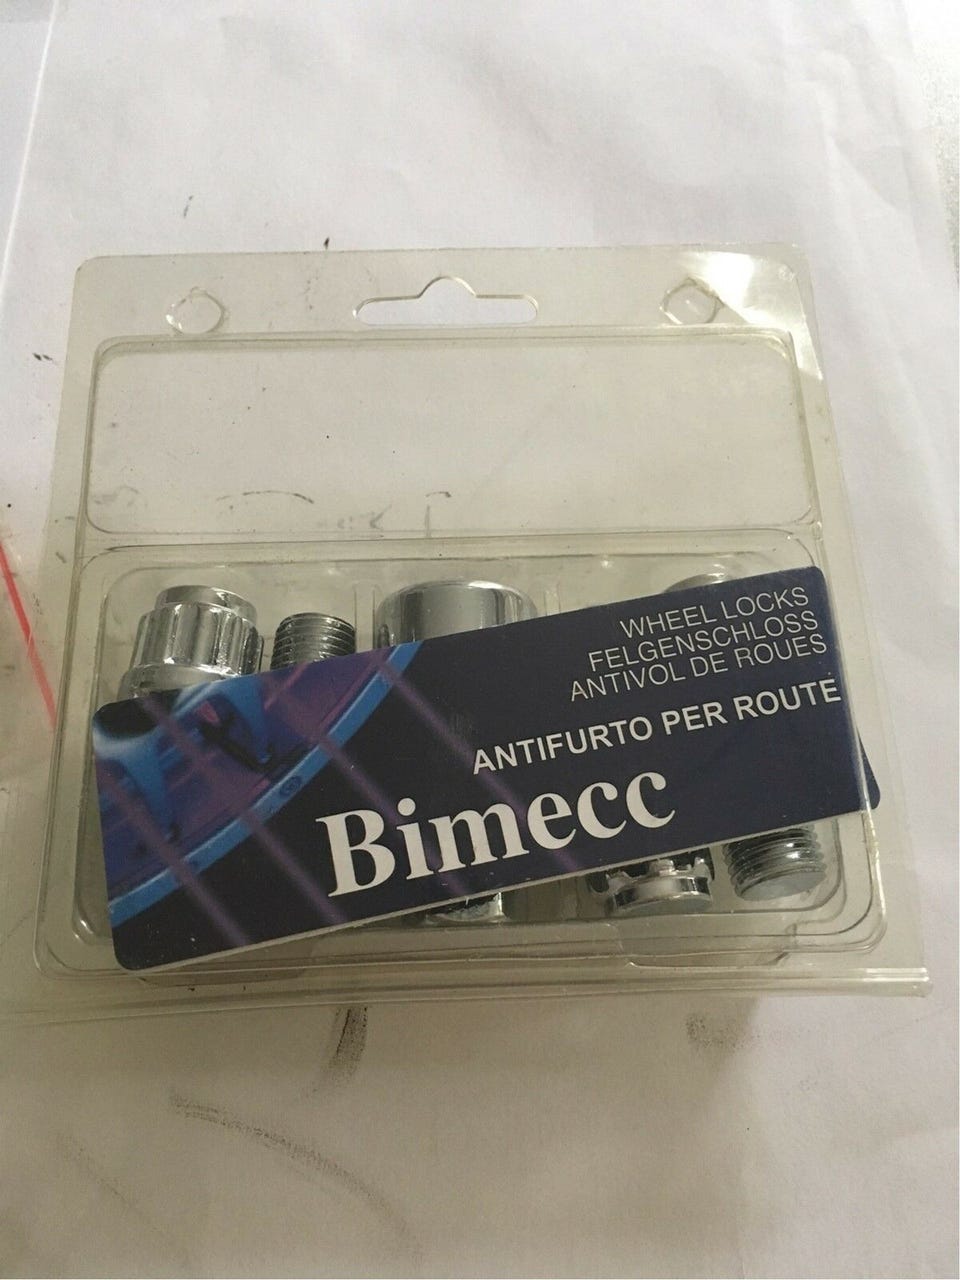 WHEEL LOCKS
FELGENSCHLOSS
ANTIVOL DE ROUES
ANTIFURTO PER ROUTE
Bimecc